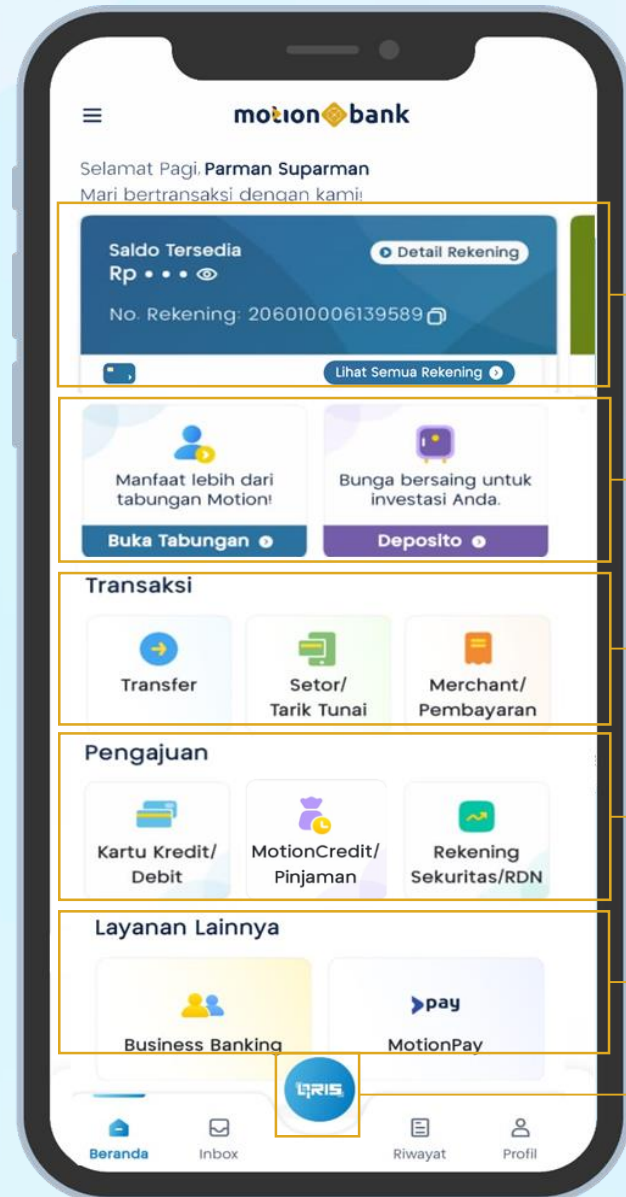 motion bank
Selamat Pagi, Parman Suparman
Mari bertransaksi dengan kami!
Saldo Tersedia
Detail Rekening
Rp • • •
No. Rekening: 206010006139589
Lihat Semua Rekening
Manfaat lebih dari
tabungan Motion!
Buka Tabungan
Bunga bersaing untuk
investasi Anda.
Deposito
Transaksi
Transfer
Setor/
Tarik Tunai
Merchant/
Pembayaran
Pengajuan
Kartu Kredit/
Debit
MotionCredit/
Pinjaman
Rekening
Sekuritas/RDN
Layanan Lainnya
Business Banking
pay
MotionPay
QRIS
Beranda
Inbox
Riwayat
Profil